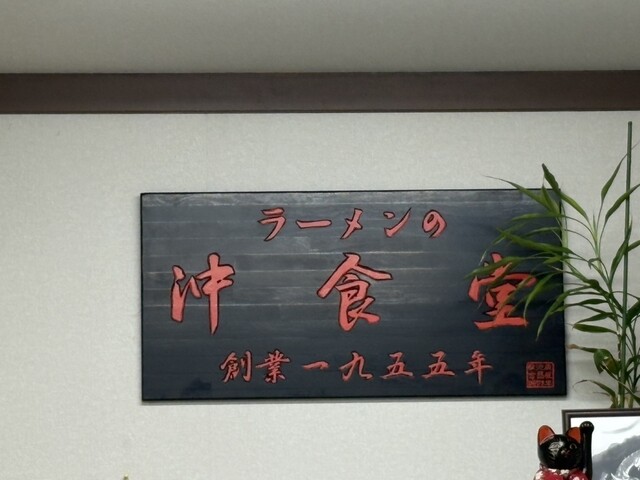 ラーメンの
沖食堂
創業一九五五年